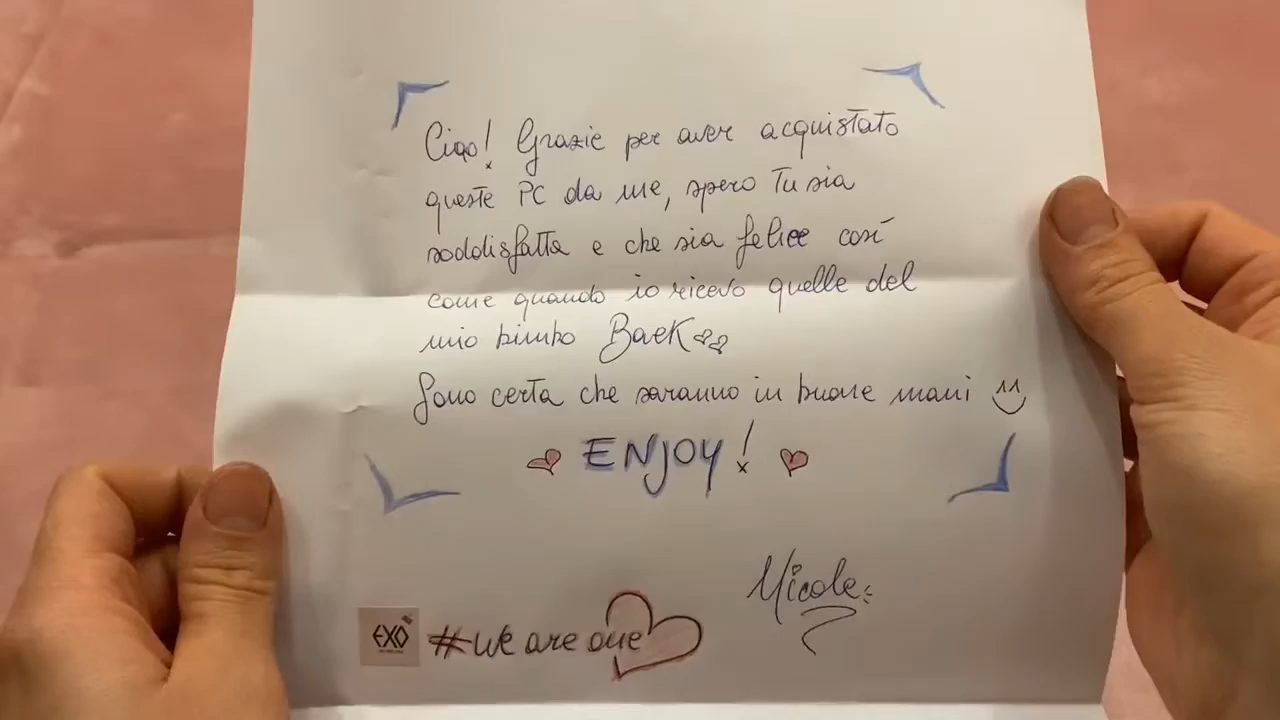 Ciao! Grazie per aver acquistato
queste PC da me, spero Tu sia
soddisfatta e che sia felice così
come quando io ricevo quelle del
mio bimbo Baek
Sono certa che saranno in buone mani
ENJOY!
Nicole
EXO
#We are one